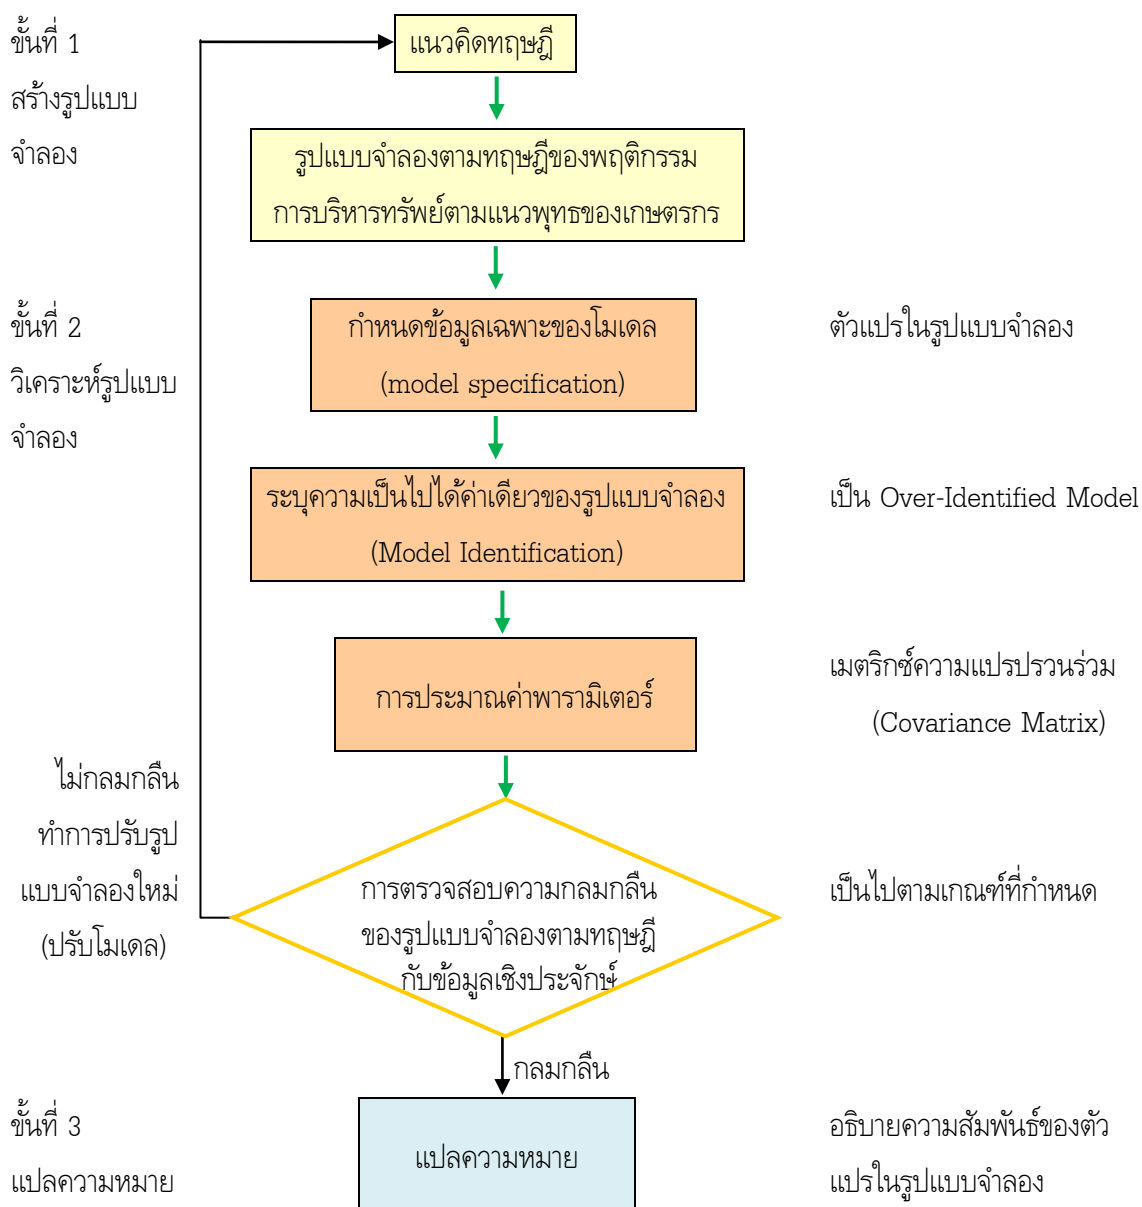 ขั้นที่ 1
สร้างรูปแบบ
จำลอง
แนวคิดทฤษฎี
รูปแบบจำลองตามทฤษฎีของพฤติกรรม
การบริหารทรัพย์ตามแนวพุทธของเกษตรกร
ขั้นที่ 2
วิเคราะห์รูปแบบ
จำลอง
กำหนดข้อมูลเฉพาะของโมเดล
(model specification)
ตัวแปรในรูปแบบจำลอง
ระบุความเป็นไปได้ค่าเดียวของรูปแบบจำลอง
(Model Identification)
เป็น Over-Identified Model
การประมาณค่าพารามิเตอร์
เมตริกซ์ความแปรปรวนร่วม
(Covariance Matrix)
ไม่กลมกลืน
ทำการปรับรูป
แบบจำลองใหม่
(ปรับโมเดล)
การตรวจสอบความกลมกลืน
ของรูปแบบจำลองตามทฤษฎี
กับข้อมูลเชิงประจักษ์
เป็นไปตามเกณฑ์ที่กำหนด
กลมกลืน
ขั้นที่ 3
แปลความหมาย
แปลความหมาย
อธิบายความสัมพันธ์ของตัว
แปรในรูปแบบจำลอง